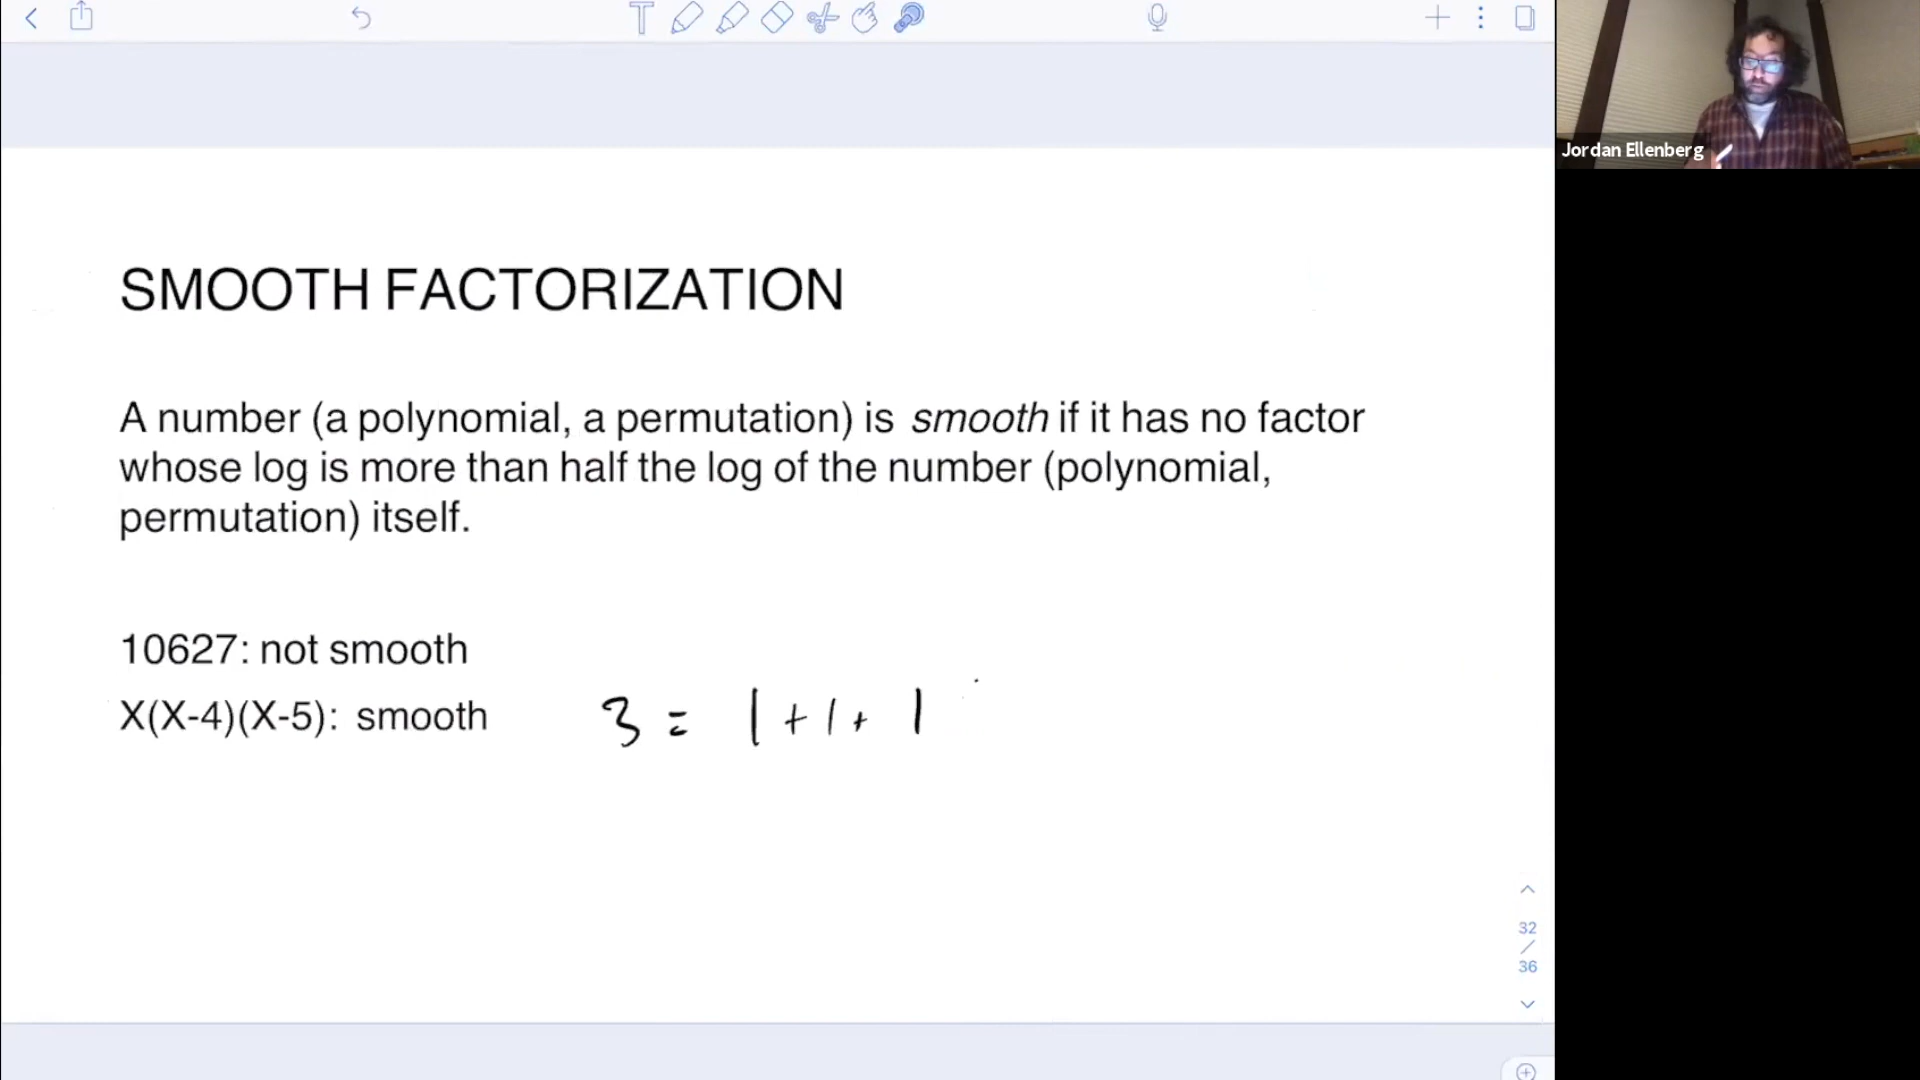 Jordan Ellenberg
SMOOTH FACTORIZATION
A number (a polynomial, a permutation) is smooth if it has no factor
whose log is more than half the log of the number (polynomial,
permutation) itself.
10627: not smooth
X(X-4)(X-5): smooth 3 = 1 + 1 + 1
32
/
36